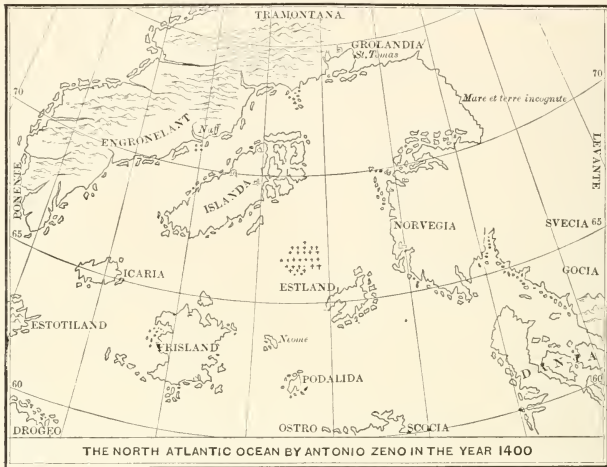 TRAMONTANA
GROLANDIA
St. Tomas
70
70
Mare et terre incognite
ENGRONELANT
Naff
PONENTE
LEVANTE
ISLANDA
NORVEGIA
SVECIA
65
65
ICARIA
ESTLAND
GOCIA
ESTOTILAND
FRISLAND
Neome
DANIA
60
60
PODALIDA
DROGEO
OSTRO
SCOCIA
THE NORTH ATLANTIC OCEAN BY ANTONIO ZENO IN THE YEAR 1400